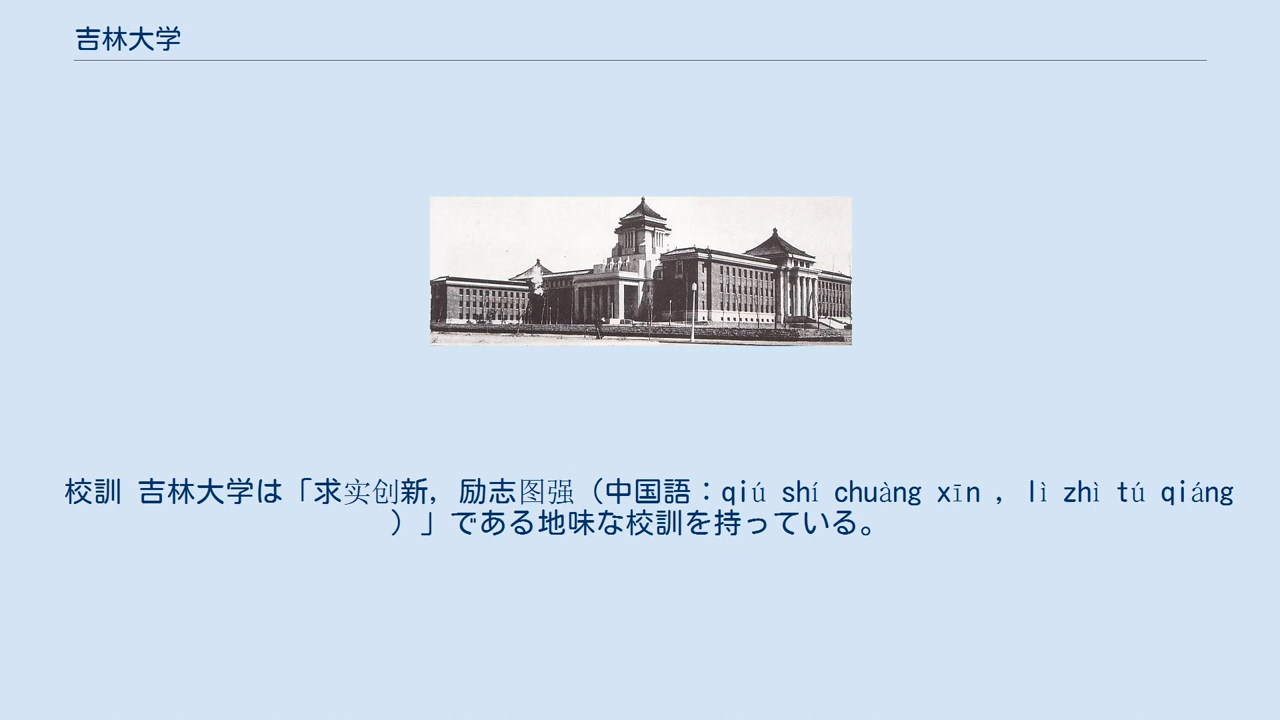 吉林大学
校訓 吉林大学は「求实创新，励志图强（中国語：qiú shí chuàng xīn ，lì zhì tú qiáng
）」である地味な校訓を持っている。